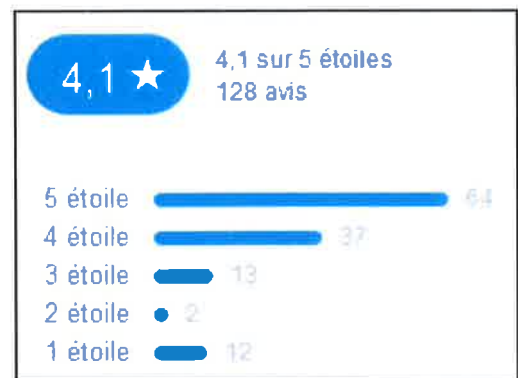 4,1 ★
4,1 sur 5 étoiles
128 avis
5 étoile 64
4 étoile 37
3 étoile 13
2 étoile 2
1 étoile 12